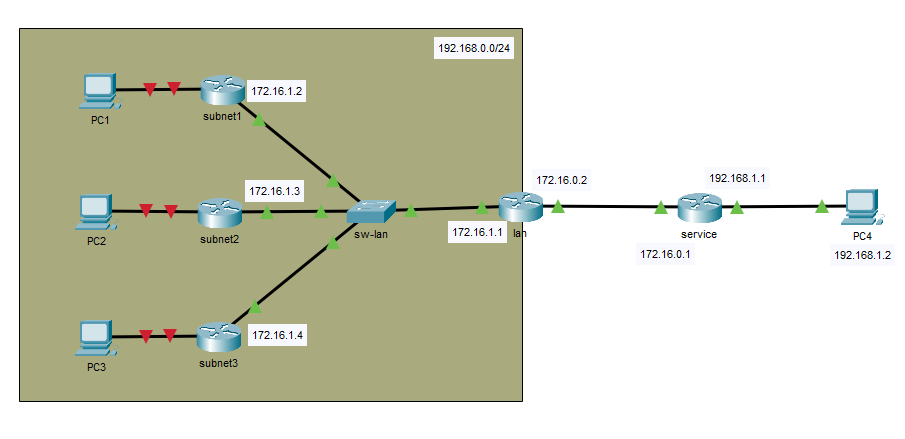 192.168.0.0/24
PC1
subnet1
172.16.1.2
PC2
subnet2
172.16.1.3
PC3
subnet3
172.16.1.4
sw-lan
172.16.1.1
lan
172.16.0.2
service
172.16.0.1
192.168.1.1
PC4
192.168.1.2